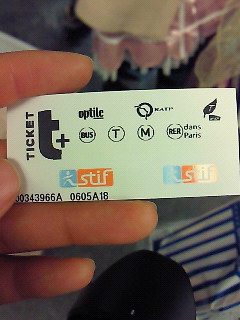 TICKET
t+
optile
RATP
BUS
T
M
RER dans
Paris
stif
stif
00343966A 0605A18